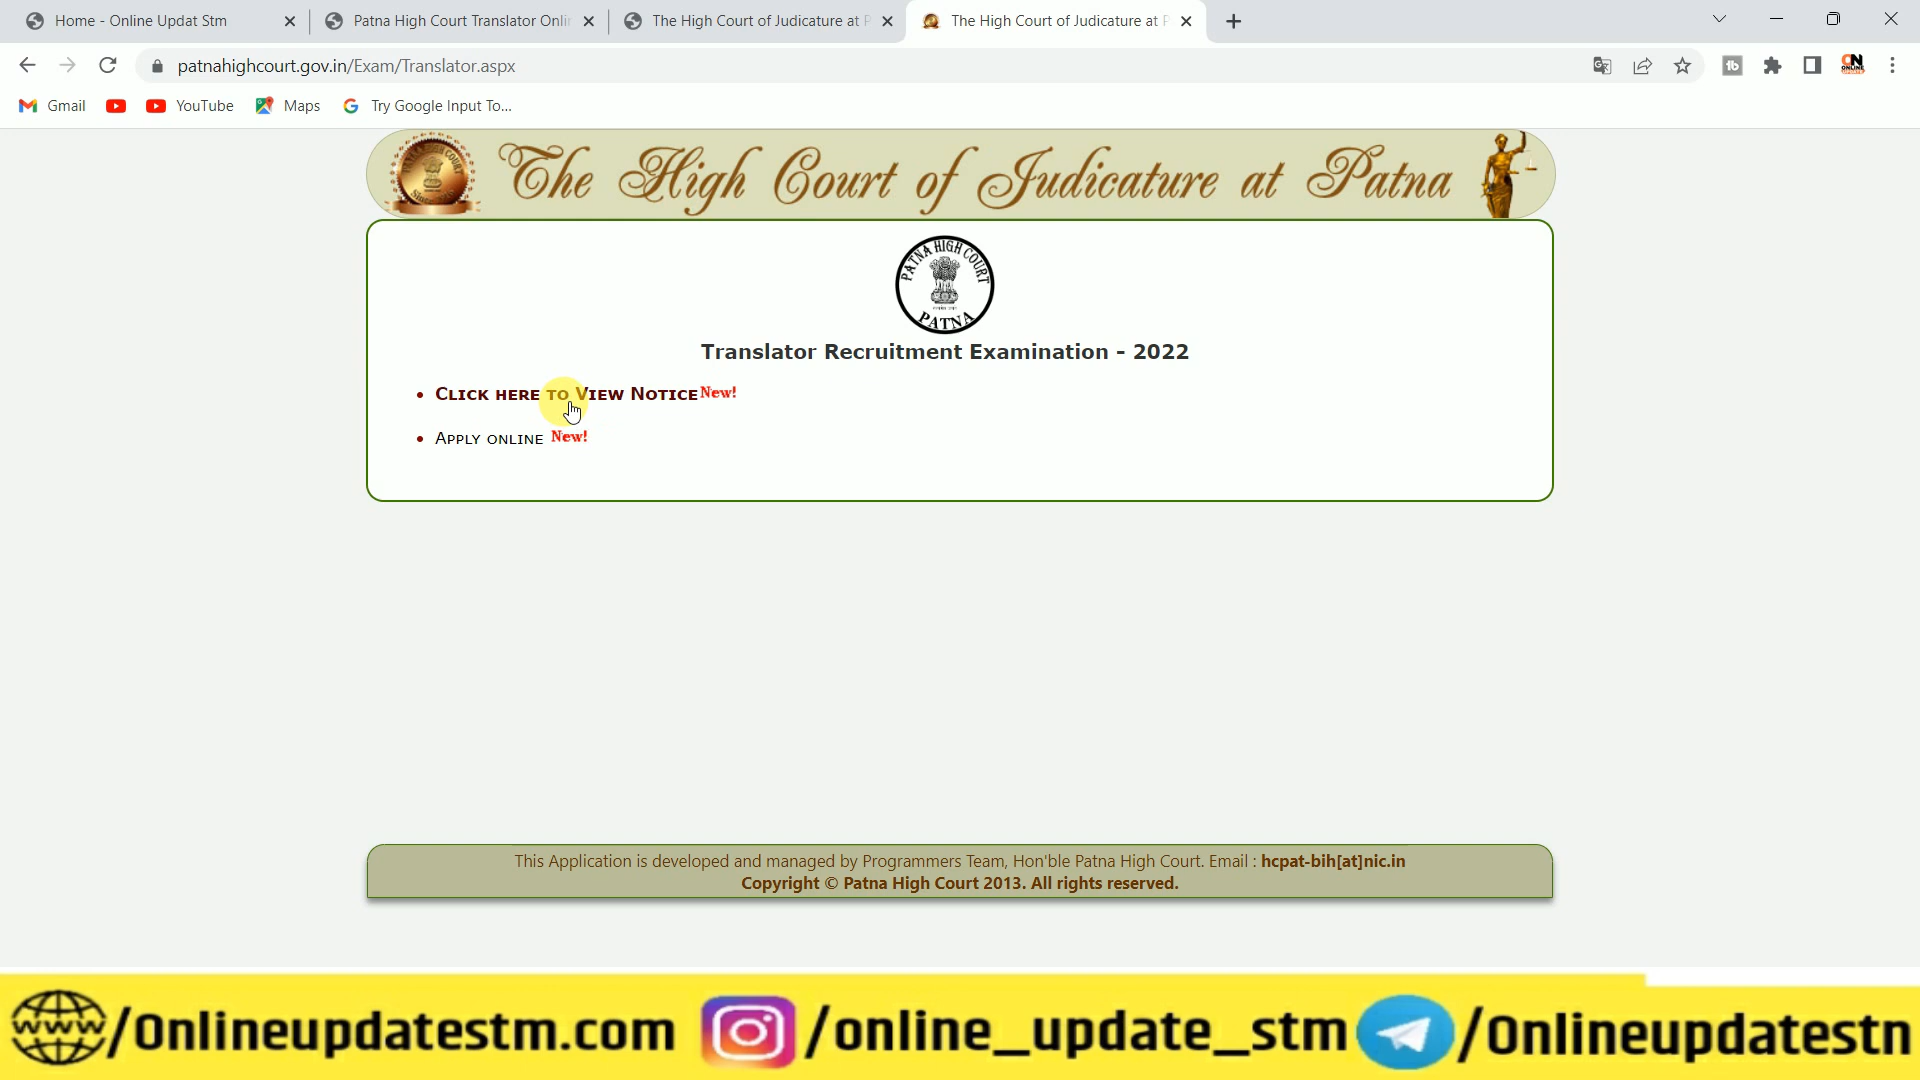 Home - Online Updat Stm
Patna High Court Translator Onli
The High Court of Judicature at P
The High Court of Judicature at P
patnahighcourt.gov.in/Exam/Translator.aspx
Gmail
YouTube
Maps
Try Google Input To...
The High Court of Judicature at Patna
PATNA HIGH COURT
PATNA
Translator Recruitment Examination - 2022
CLICK HERE TO VIEW NOTICE New!
APPLY ONLINE New!
This Application is developed and managed by Programmers Team, Hon'ble Patna High Court. Email : hcpat-bih[at]nic.in
Copyright © Patna High Court 2013. All rights reserved.
www/Onlineupdatestm.com /online_update_stm /Onlineupdatestn